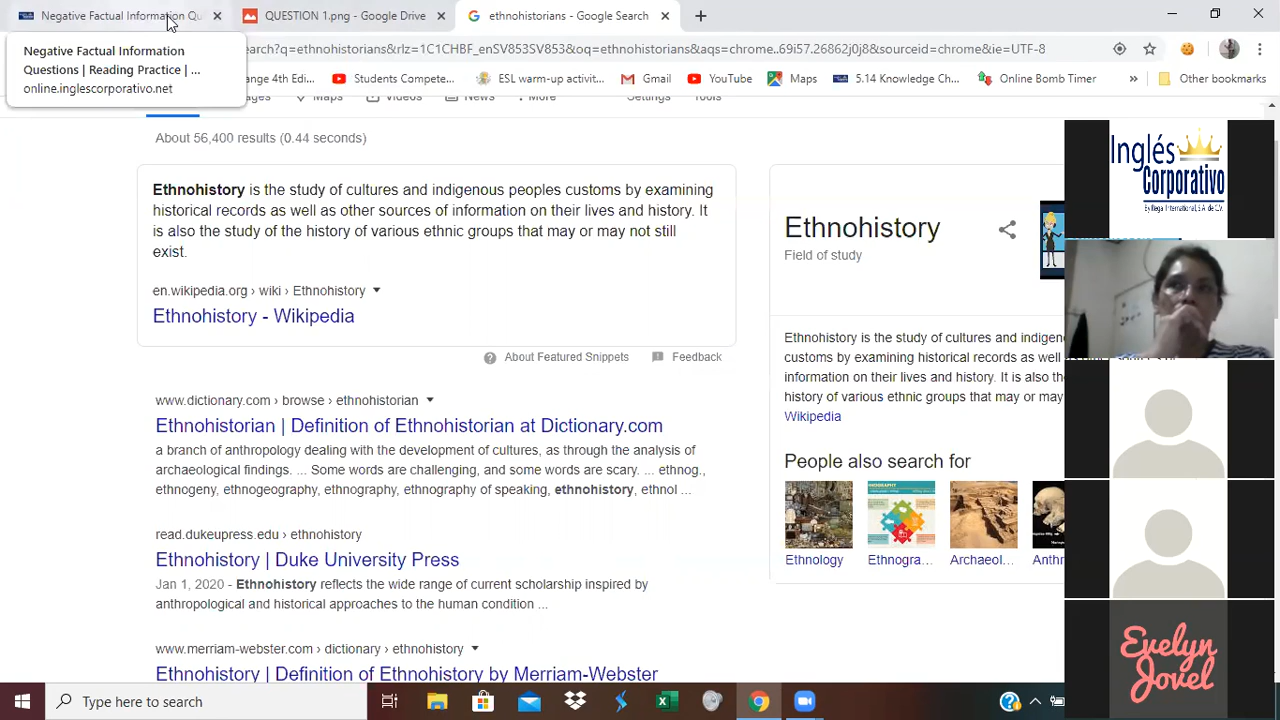 Negative Factual Information Qu
QUESTION 1.png - Google Drive
ethnohistorians - Google Search
Negative Factual Information
Questions | Reading Practice | ...
online.inglescorporativo.net
earch?q=ethnohistorians&rlz=1C1CHBF_enSV853SV853&oq=ethnohistorians&aqs=chrome..69i57.26862j0j8&sourceid=chrome&ie=UTF-8
ange 4th Edi...
Students Compete...
ESL warm-up activit...
Gmail
YouTube
Maps
5.14 Knowledge Ch...
Online Bomb Timer
Other bookmarks
ages
Maps
Videos
More
Settings
Tools
About 56,400 results (0.44 seconds)
Ethnohistory is the study of cultures and indigenous peoples customs by examining
historical records as well as other sources of information on their lives and history. It
is also the study of the history of various ethnic groups that may or may not still
exist.
en.wikipedia.org › wiki › Ethnohistory
Ethnohistory - Wikipedia
About Featured Snippets
Feedback
www.dictionary.com › browse › ethnohistorian
Ethnohistorian | Definition of Ethnohistorian at Dictionary.com
a branch of anthropology dealing with the development of cultures, as through the analysis of
archaeological findings. ... Some words are challenging, and some words are scary. ... ethnog.,
ethnogeny, ethnogeography, ethnography, ethnography of speaking, ethnohistory, ethnol ...
read.dukeupress.edu › ethnohistory
Ethnohistory | Duke University Press
Jan 1, 2020 - Ethnohistory reflects the wide range of current scholarship inspired by
anthropological and historical approaches to the human condition ...
www.merriam-webster.com › dictionary › ethnohistory
Ethnohistory | Definition of Ethnohistory by Merriam-Webster
Ethnohistory
Field of study
Ethnohistory is the study of cultures and indigen
customs by examining historical records as well as
information on their lives and history. It is also th
history of various ethnic groups that may or may
Wikipedia
People also search for
Ethnology
Ethnogra...
Archaeol...
Anth
Inglés
Corporativo
Evelyn
Jovel
Type here to search